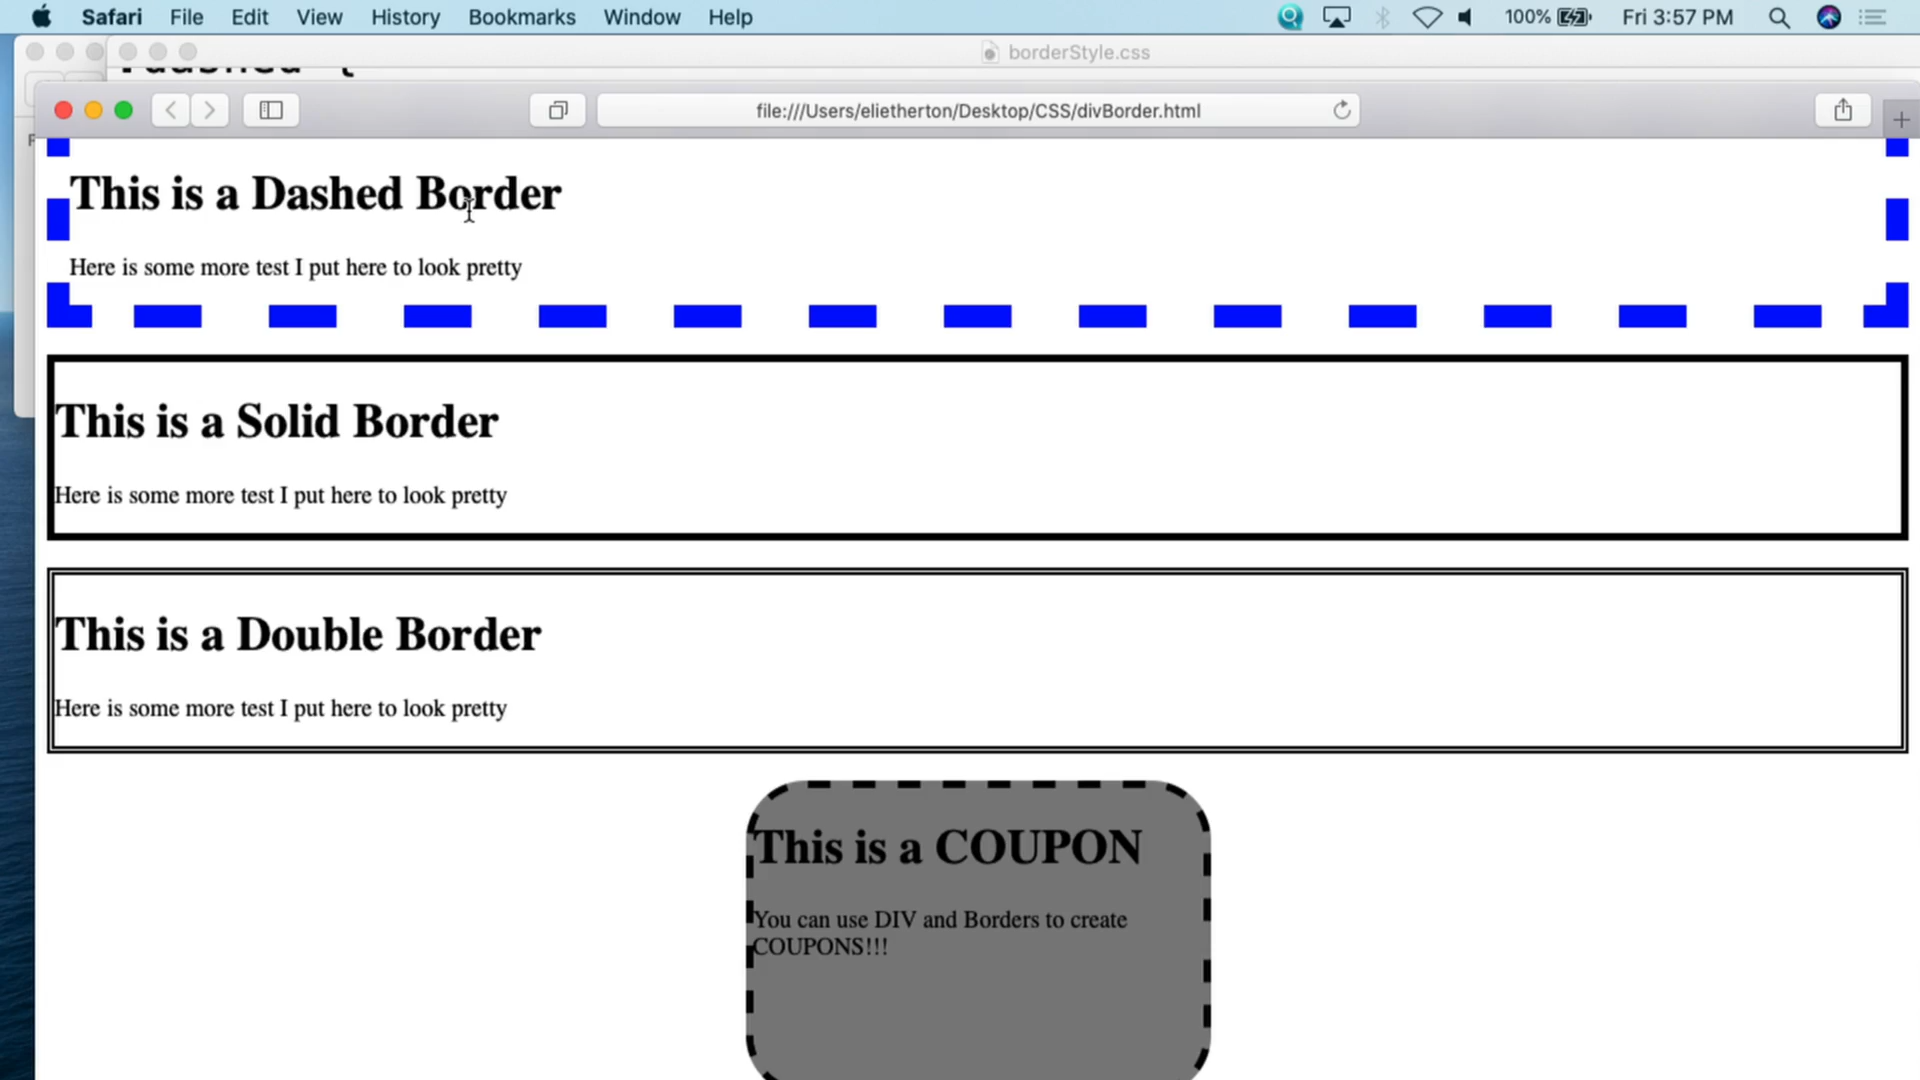 Safari File Edit View History Bookmarks Window Help 100% Fri 3:57 PM
borderStyle.css
file:///Users/elietherton/Desktop/CSS/divBorder.html
This is a Dashed Border
Here is some more test I put here to look pretty
This is a Solid Border
Here is some more test I put here to look pretty
This is a Double Border
Here is some more test I put here to look pretty
This is a COUPON
You can use DIV and Borders to create
COUPONS!!!